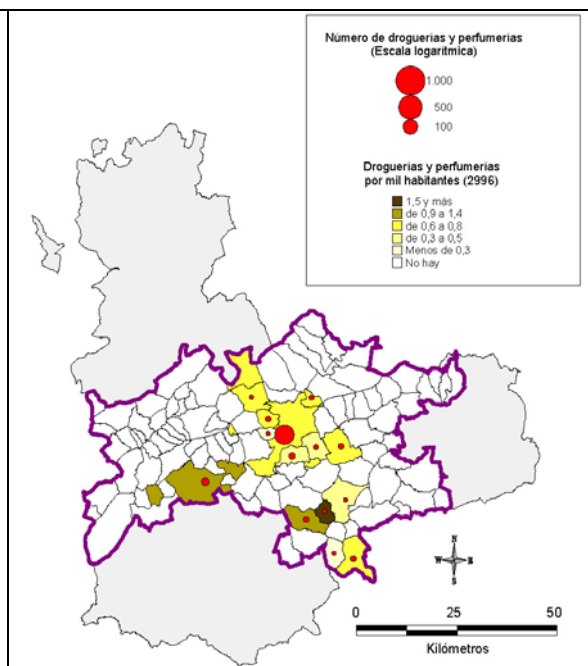 Número de droguerias y perfumerias
(Escala logaritmica)
1.000
500
100
Droguerias y perfumerias
por mil habitantes (2996)
1,5 y más
de 0,9 a 1,4
de 0,6 a 0,8
de 0,3 a 0,5
Menos de 0,3
No hay
N
W E
S
0 25 50
Kilómetros